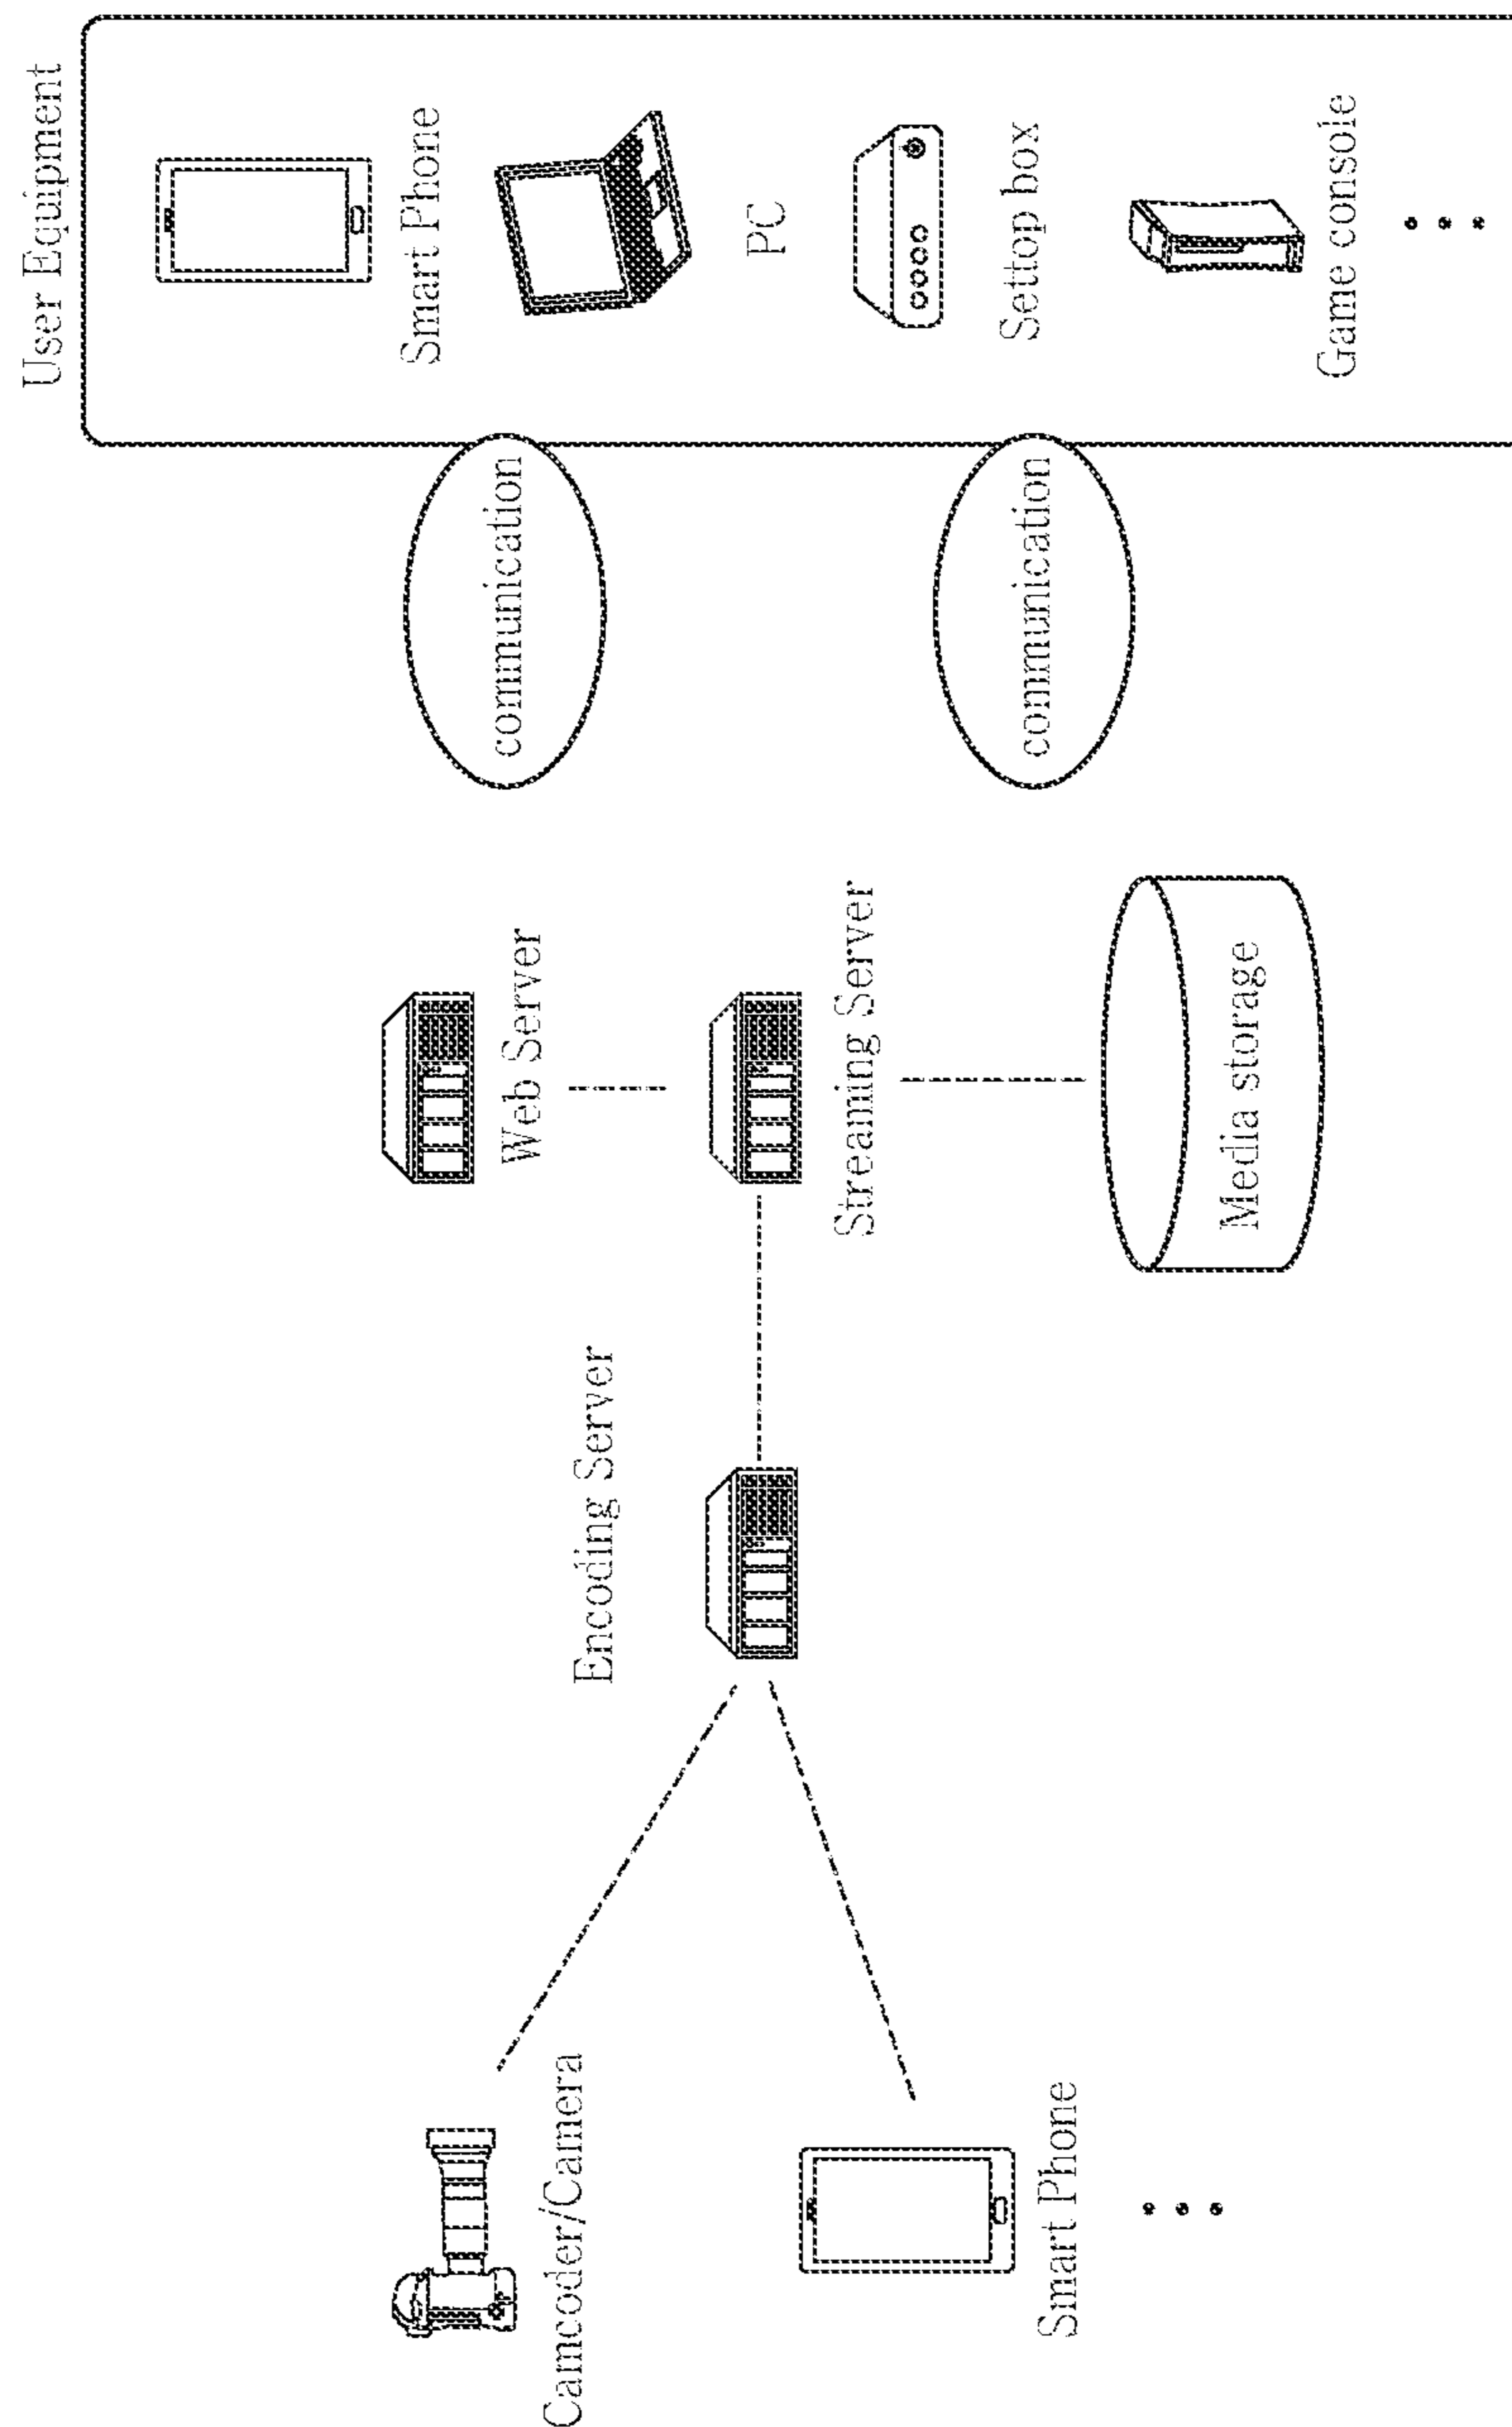 Camcoder/Camera
Smart Phone
Encoding Server
Web Server
Streaming Server
Media storage
communication
communication
User Equipment
Smart Phone
PC
Settop box
Game console